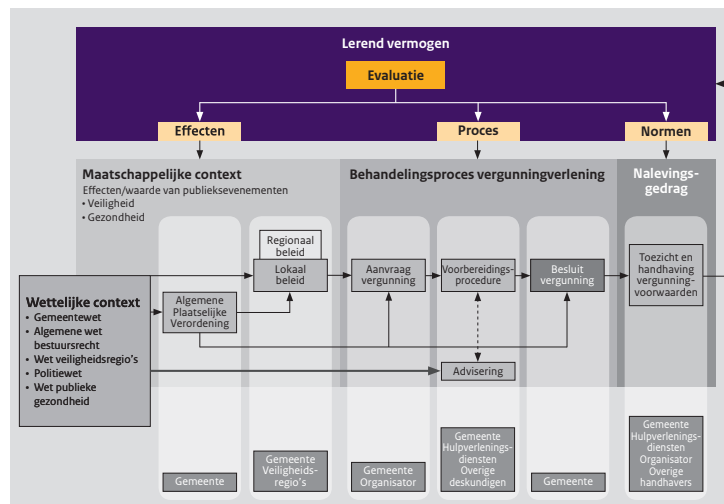 Lerend vermogen
Evaluatie
Effecten
Proces
Normen
Maatschappelijke context
Effecten/waarde van publieksevenementen
• Veiligheid
• Gezondheid
Behandelingsproces vergunningverlening
Nalevings-
gedrag
Regionaal
beleid
Lokaal
beleid
Aanvraag
vergunning
Voorbereidings-
procedure
Besluit
vergunning
Toezicht en
handhaving
vergunning-
voorwaarden
Wettelijke context
• Gemeentewet
• Algemene wet
bestuursrecht
• Wet veiligheidsregio's
• Politiewet
• Wet publieke
gezondheid
Algemene
Plaatselijke
Verordening
Advisering
Gemeente
Gemeente
Veiligheids-
regio's
Gemeente
Organisator
Gemeente
Hulpverlenings-
diensten
Overige
deskundigen
Gemeente
Gemeente
Hulpverlenings-
diensten
Organisator
Overige
handhavers